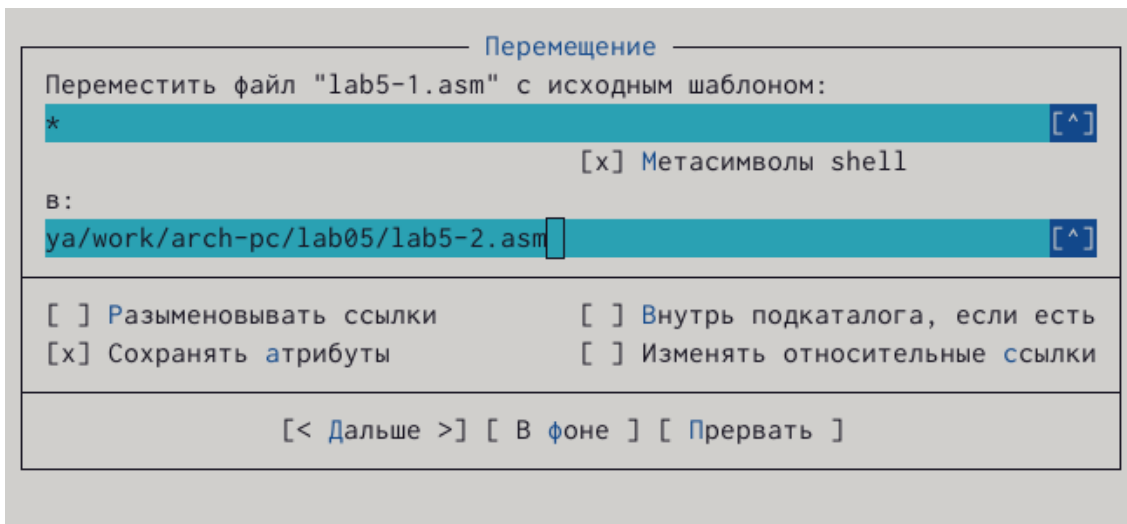 Перемещение
Переместить файл "lab5-1.asm" с исходным шаблоном:
* [^]
[x] Метасимволы shell
в:
ya/work/arch-pc/lab05/lab5-2.asm [^]
[ ] Разыменовывать ссылки [ ] Внутрь подкаталога, если есть
[x] Сохранять атрибуты [ ] Изменять относительные ссылки
[< Дальше >] [ В фоне ] [ Прервать ]